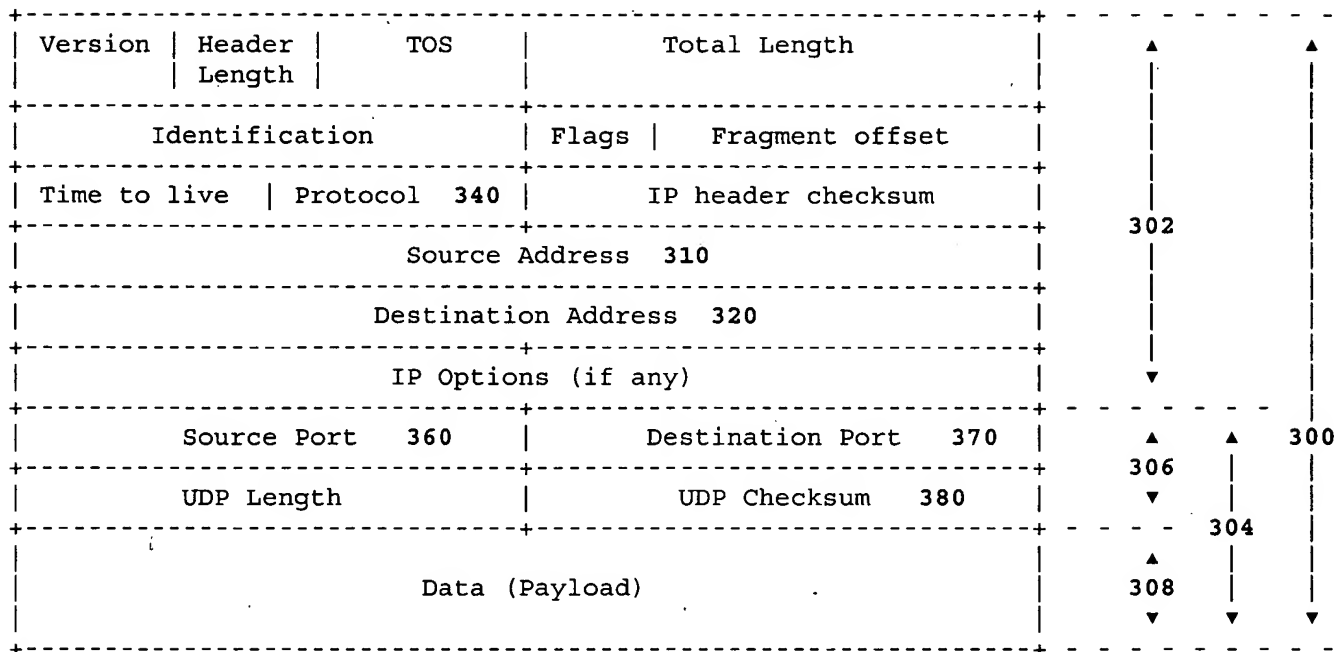 Version | Header | TOS | Total Length
Length
Identification | Flags | Fragment offset
Time to live | Protocol 340 | IP header checksum
302
Source Address 310
Destination Address 320
IP Options (if any)
Source Port 360 | Destination Port 370
300
306
UDP Length | UDP Checksum 380
304
Data (Payload)
308